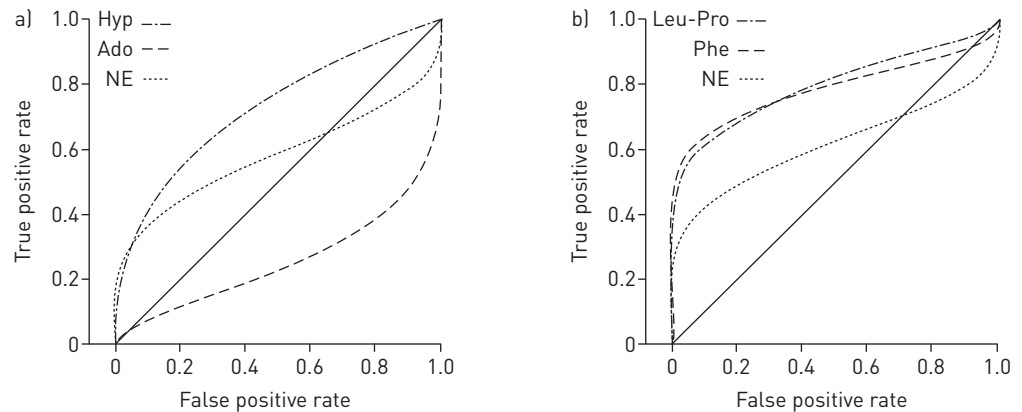 a)
Hyp
Ado
NE
1.0
0.8
0.6
0.4
0.2
0
True positive rate
0 0.2 0.4 0.6 0.8 1.0
False positive rate
b)
Leu-Pro
Phe
NE
1.0
0.8
0.6
0.4
0.2
0
True positive rate
0 0.2 0.4 0.6 0.8 1.0
False positive rate